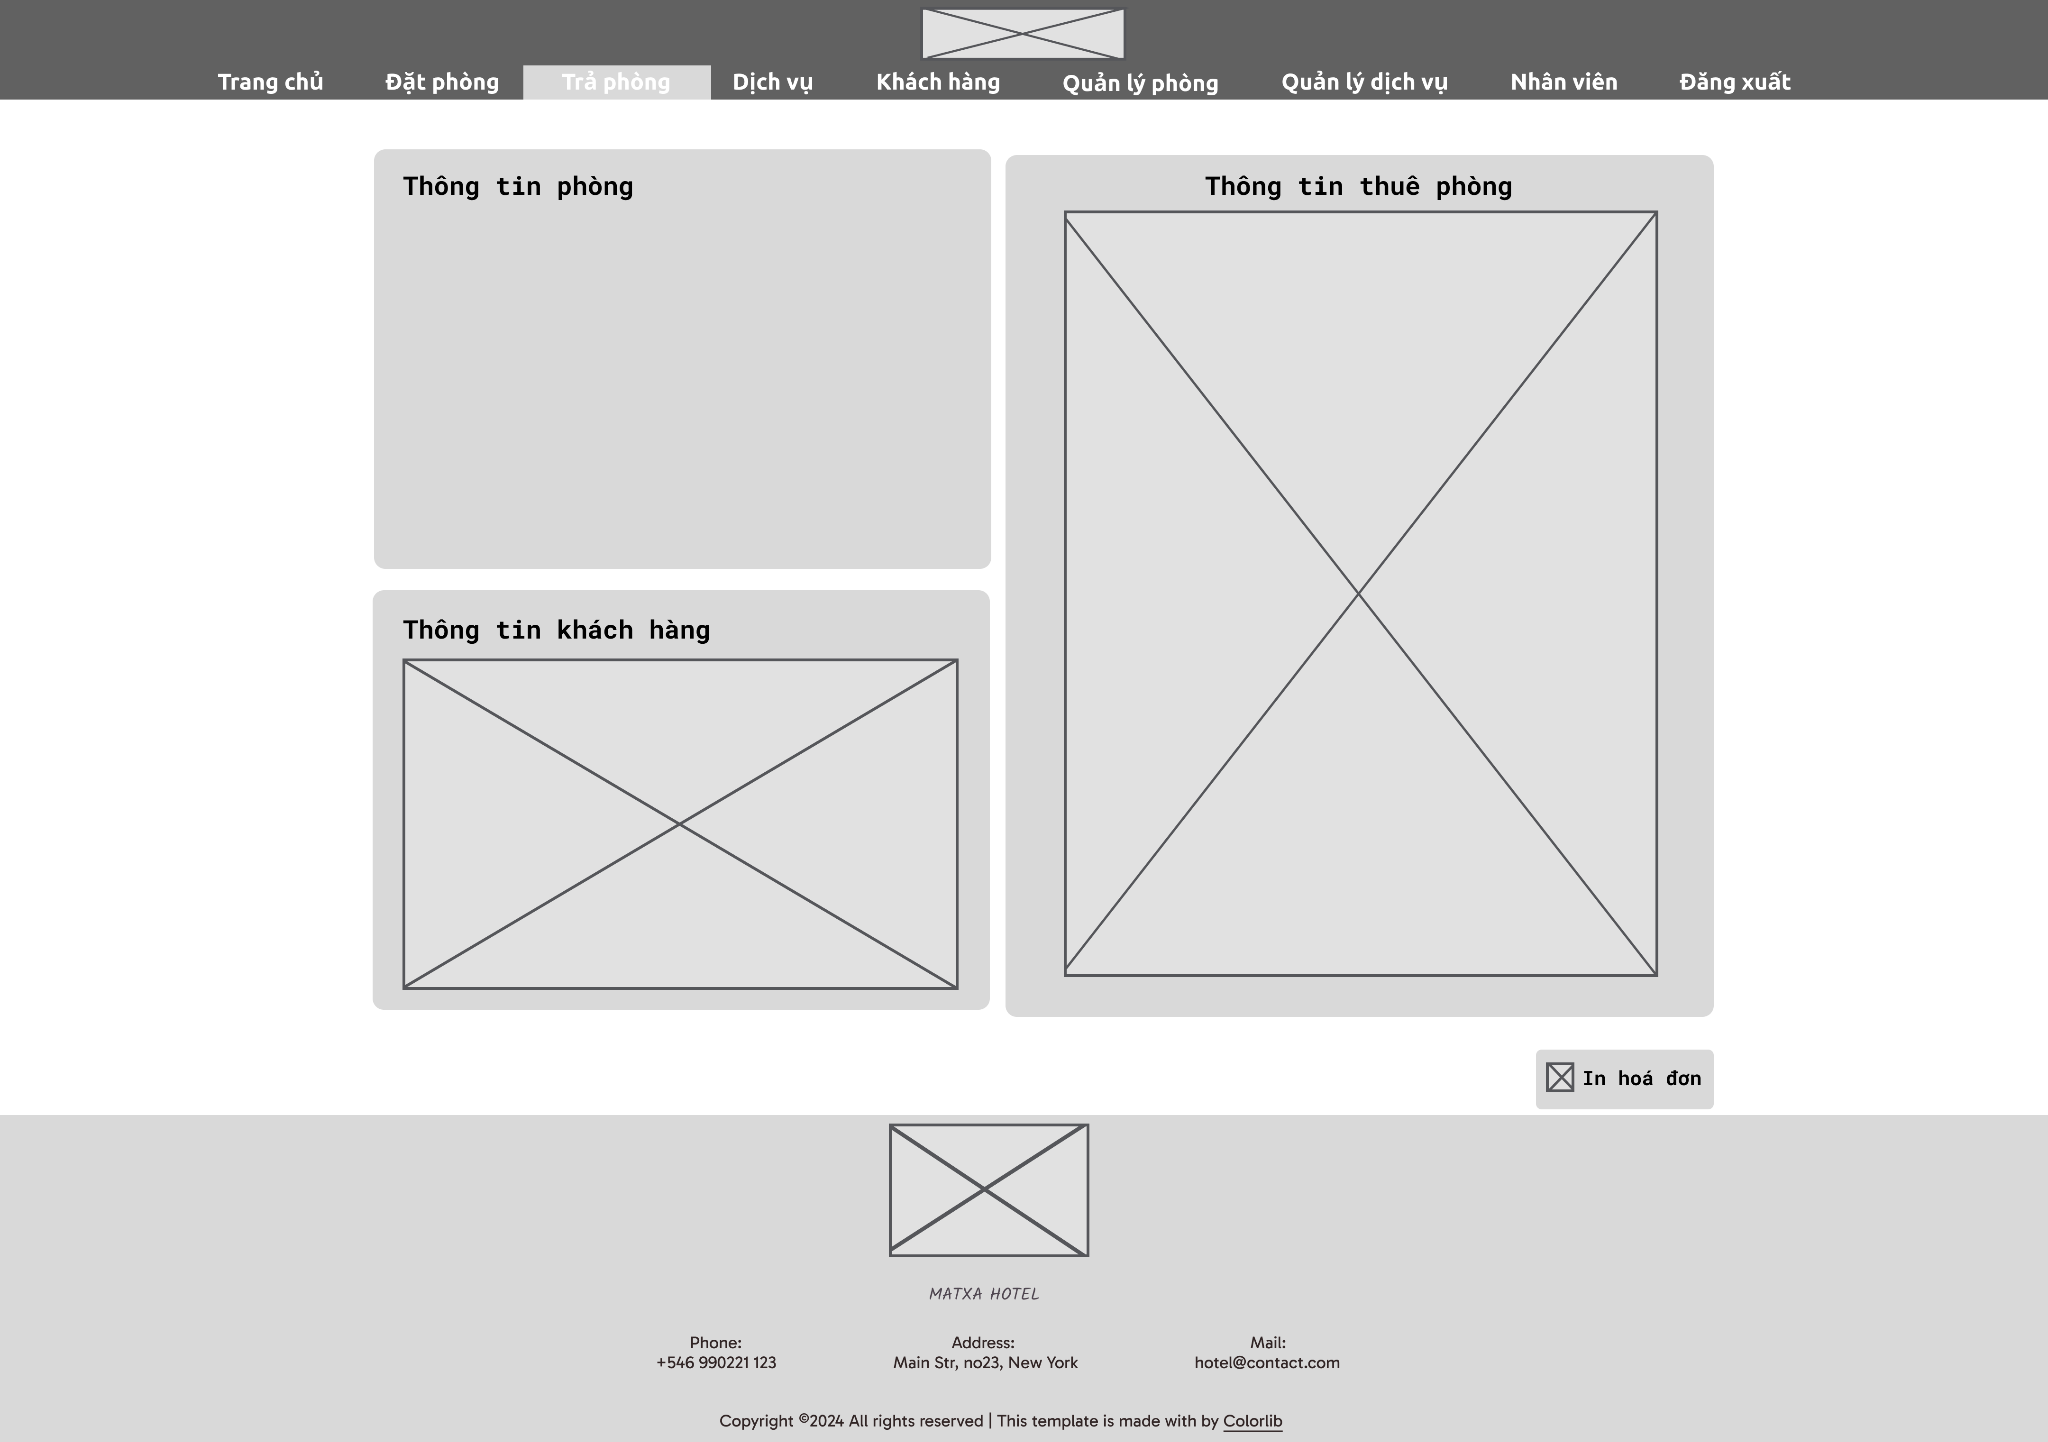 Trang chủ
Đặt phòng
Trả phòng
Dịch vụ
Khách hàng
Quản lý phòng
Quản lý dịch vụ
Nhân viên
Đăng xuất
Thông tin phòng
Thông tin thuê phòng
Thông tin khách hàng
In hoá đơn
MATXA HOTEL
Phone:
+546 990221 123
Address:
Main Str, no23, New York
Mail:
hotel@contact.com
Copyright ©2024 All rights reserved | This template is made with by Colorlib